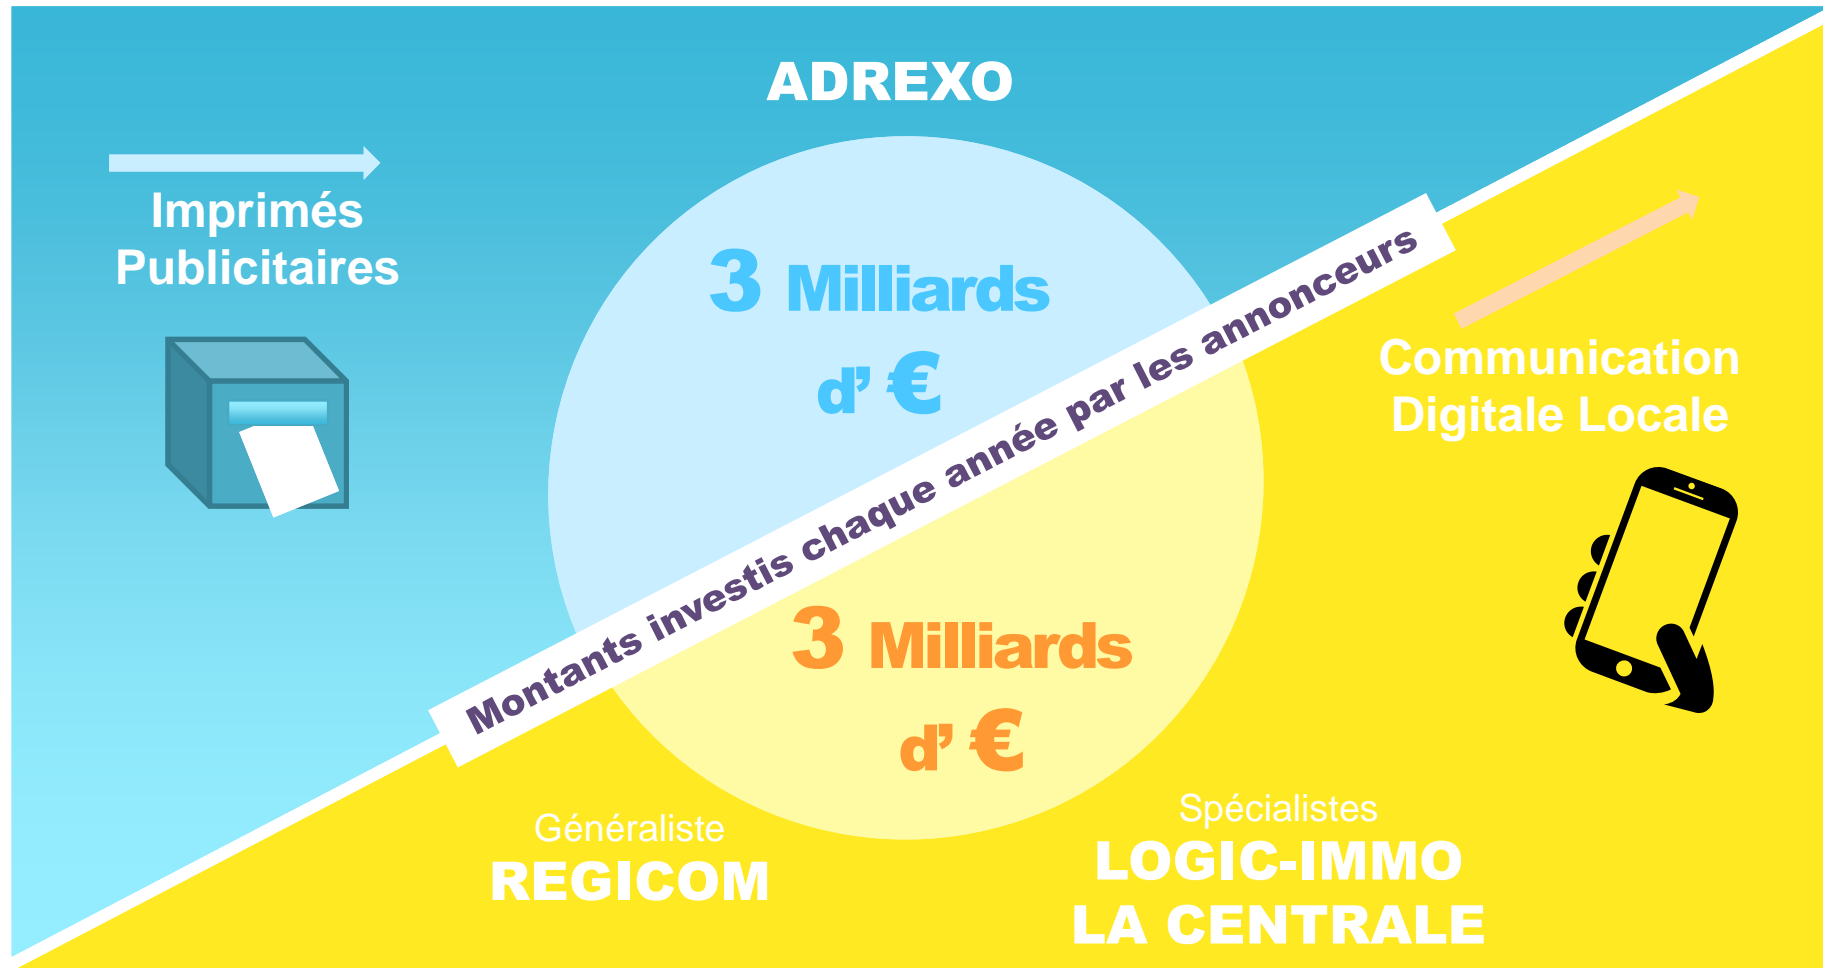 ADREXO
Imprimés
Publicitaires
3 Milliards
d’ €
Montants investis chaque année par les annonceurs
Communication
Digitale Locale
3 Milliards
d’ €
Généraliste
REGICOM
Spécialistes
LOGIC-IMMO
LA CENTRALE